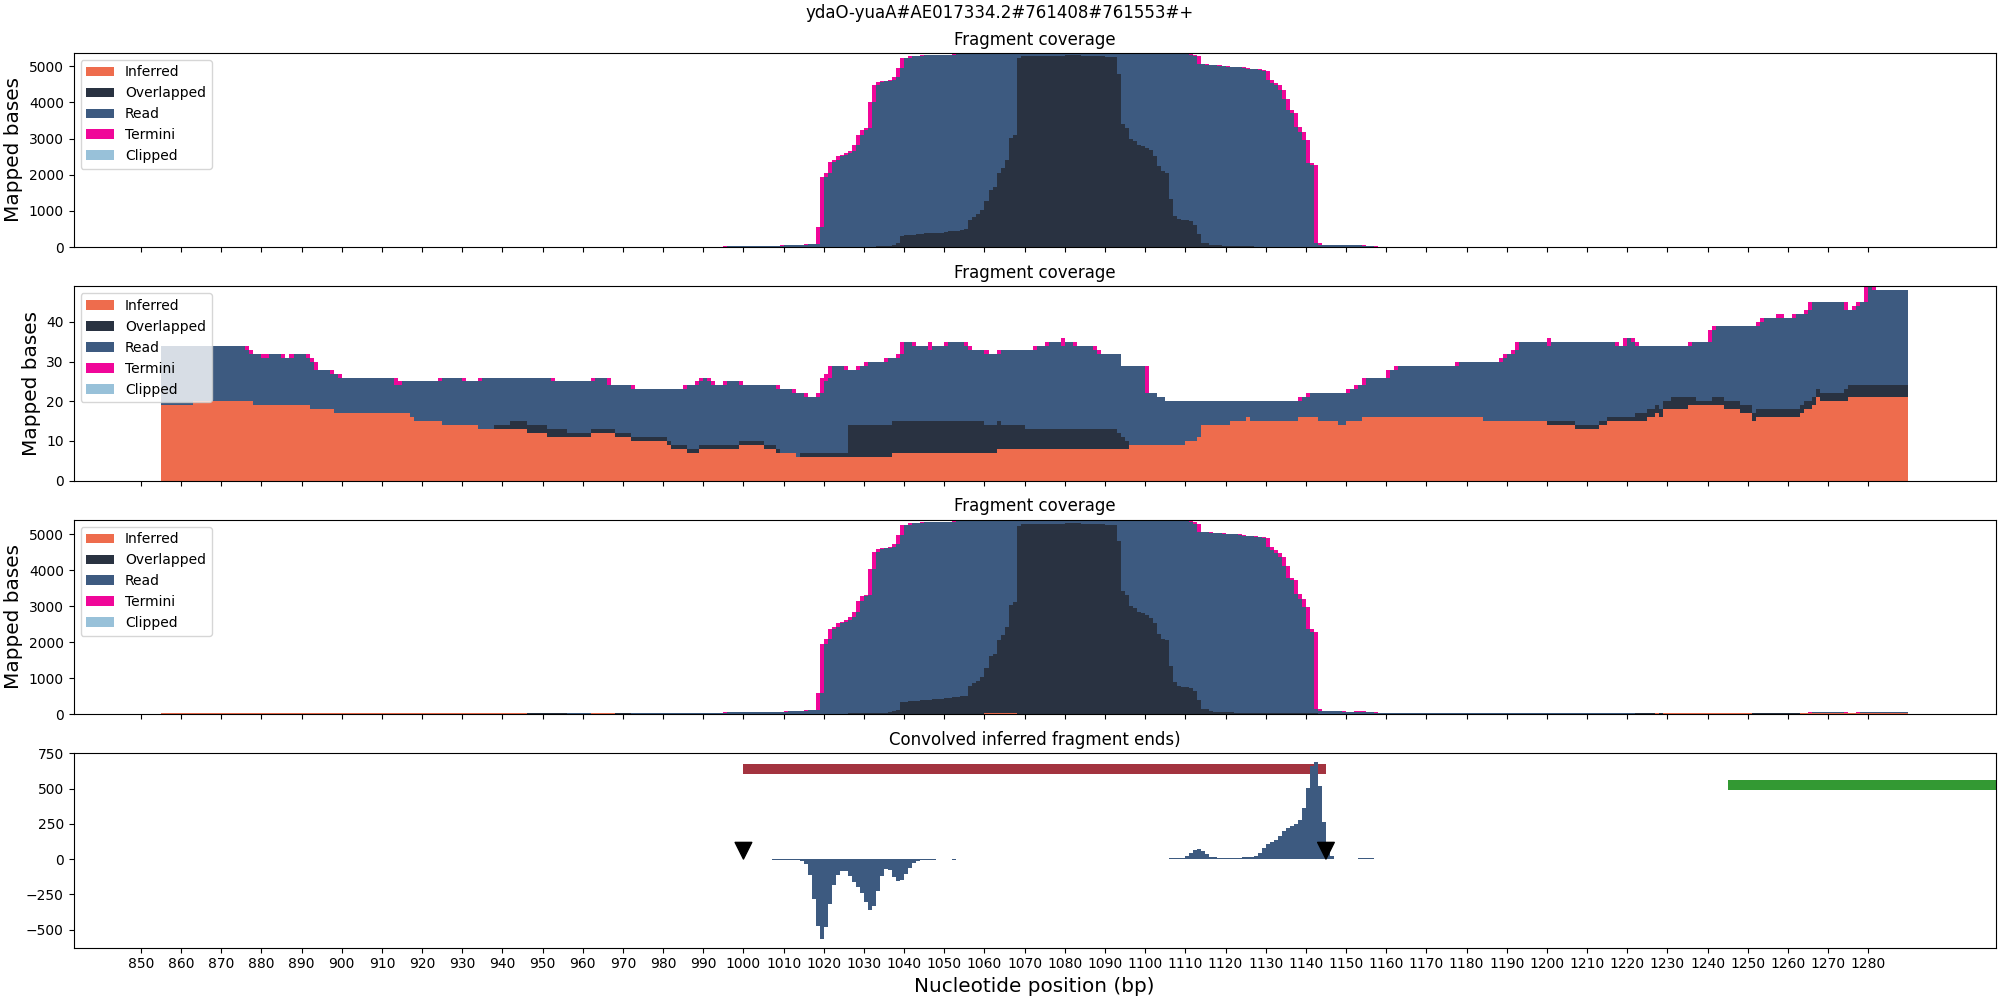 ydaO-yuaA#AE017334.2#761408#761553#+
Fragment coverage
Mapped bases
5000
4000
3000
2000
1000
0
Inferred
Overlapped
Read
Termini
Clipped
Fragment coverage
Mapped bases
40
30
20
10
0
Inferred
Overlapped
Read
Termini
Clipped
Fragment coverage
Mapped bases
5000
4000
3000
2000
1000
0
Inferred
Overlapped
Read
Termini
Clipped
Convolved inferred fragment ends)
750
500
250
0
−250
−500
850 860 870 880 890 900 910 920 930 940 950 960 970 980 990 1000 1010 1020 1030 1040 1050 1060 1070 1080 1090 1100 1110 1120 1130 1140 1150 1160 1170 1180 1190 1200 1210 1220 1230 1240 1250 1260 1270 1280
Nucleotide position (bp)